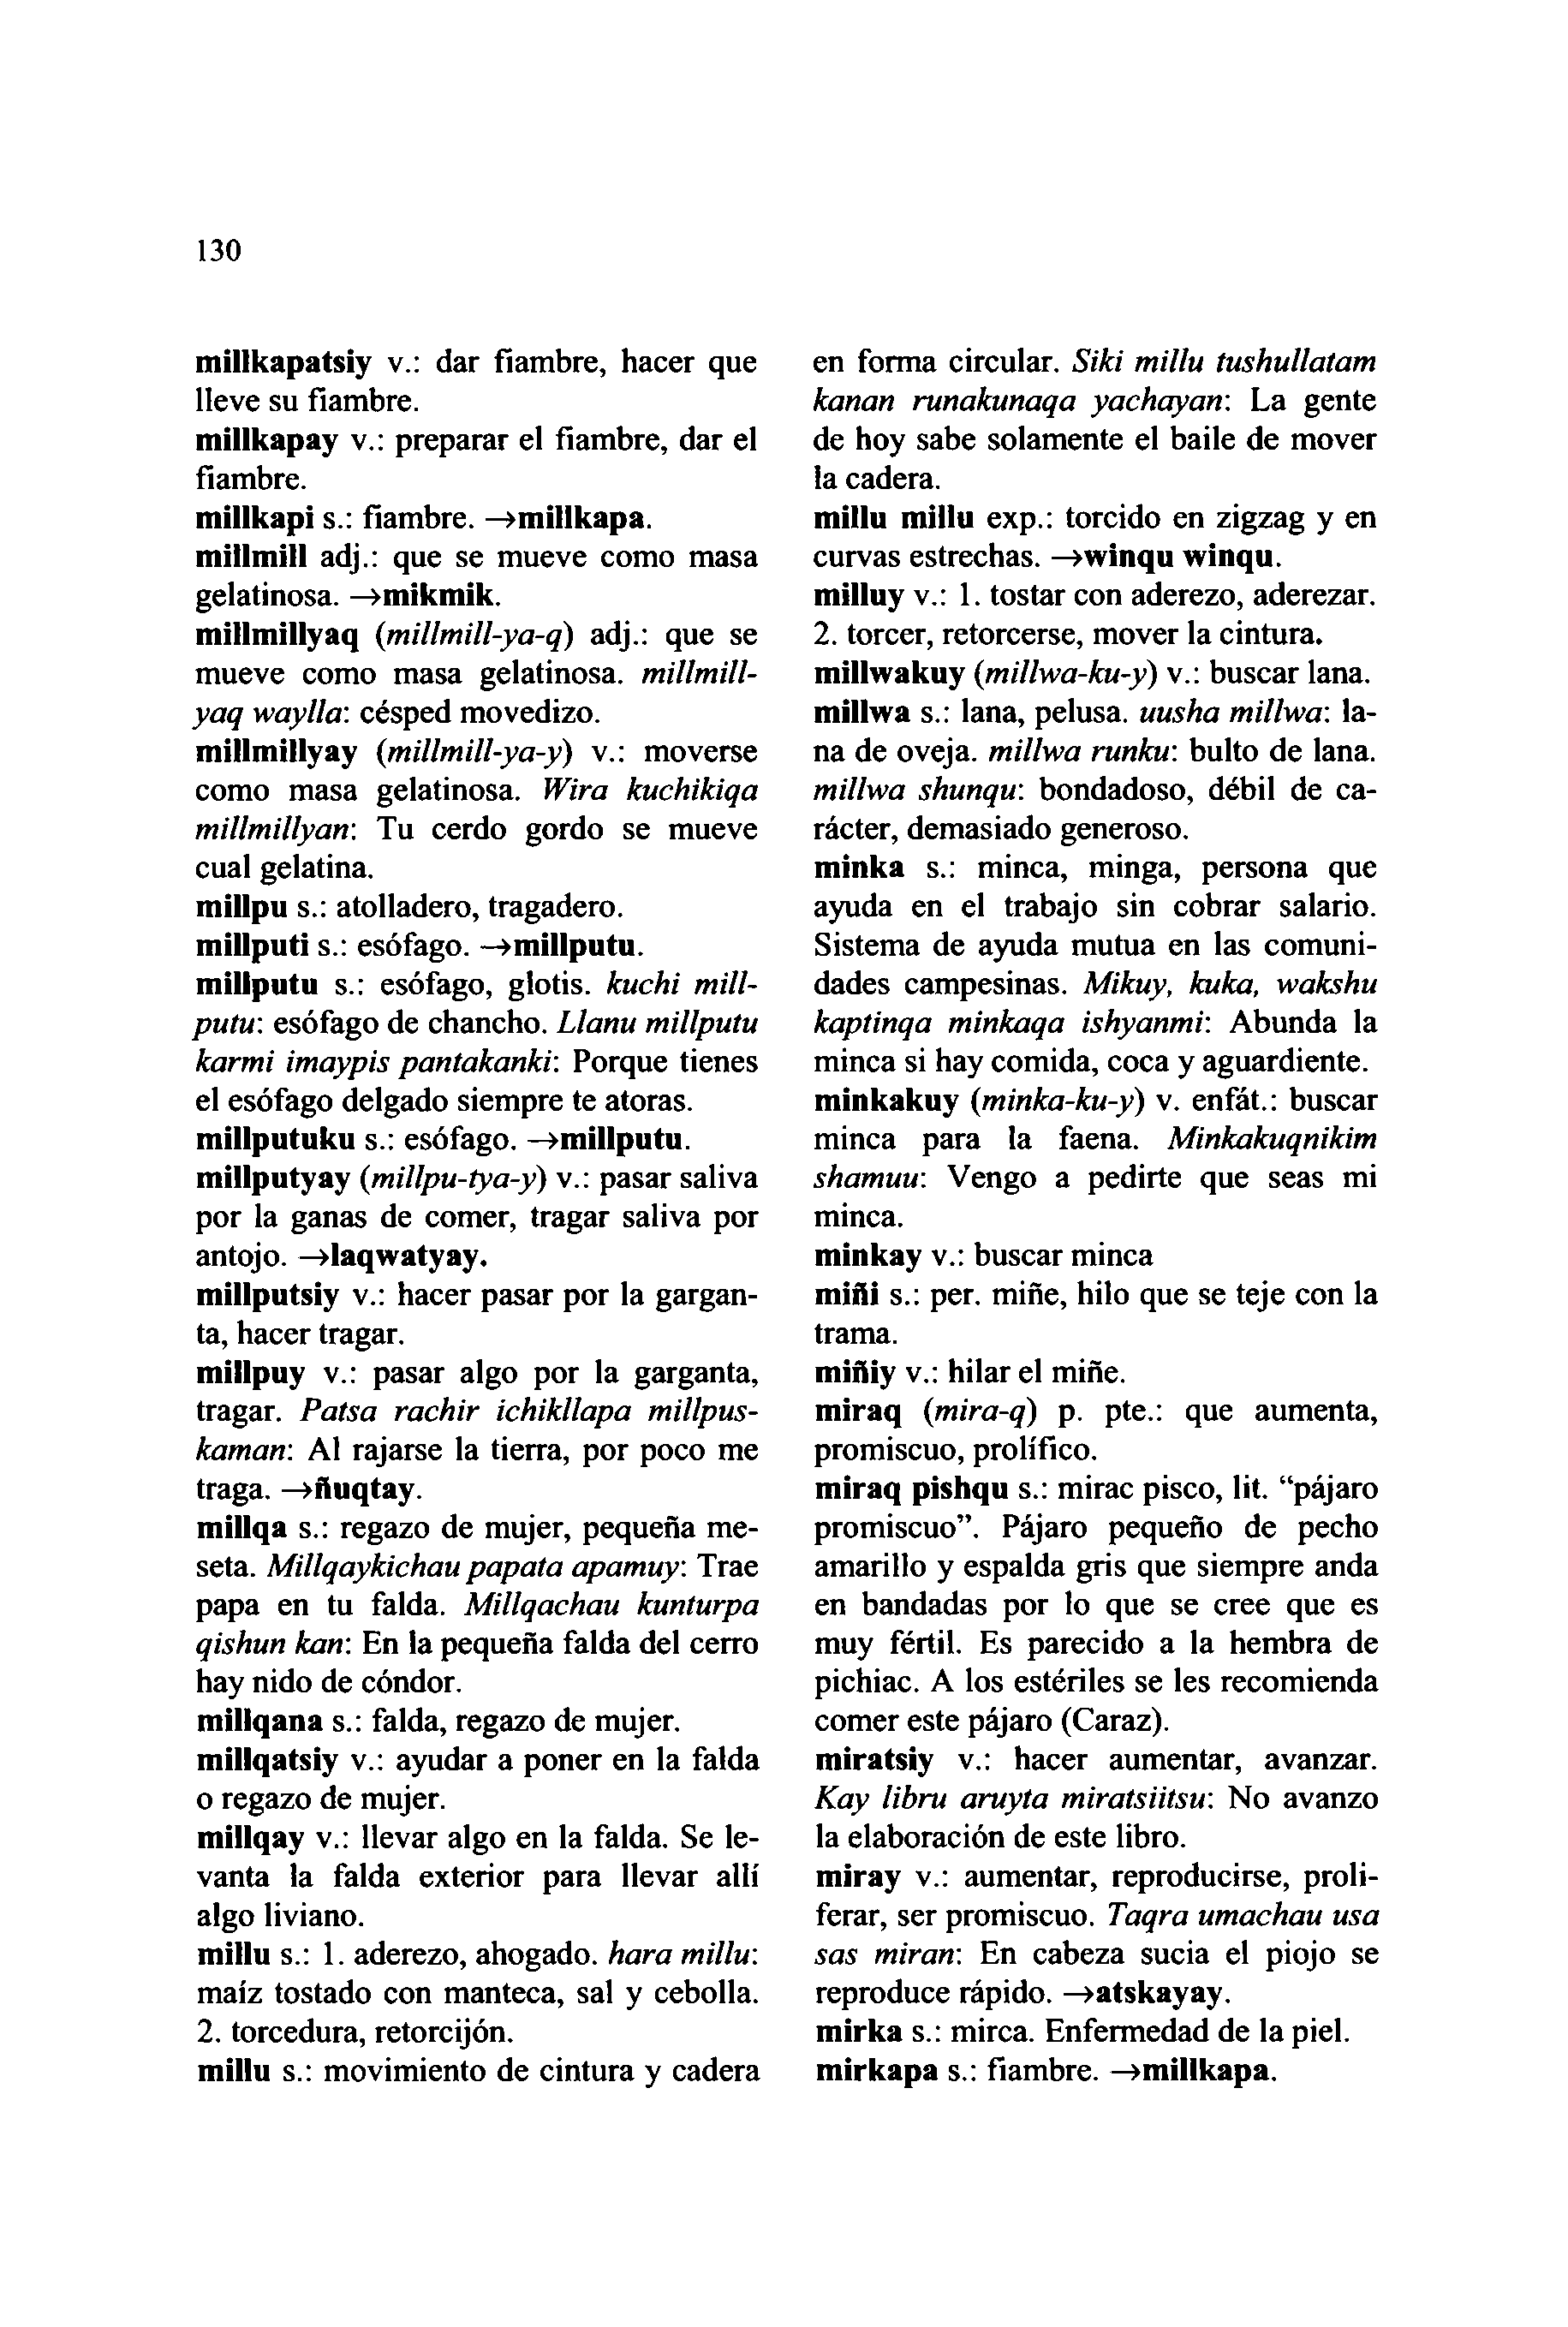 130
millkapatsiy v.: dar fiambre, hacer que
lleve su fiambre.
millkapay v.: preparar el fiambre, dar el
fiambre.
millkapi s.: fiambre. →millkapa.
millmill adj.: que se mueve como masa
gelatinosa. →mikmik.
millmillyaq (millmill-ya-q) adj.: que se
mueve como masa gelatinosa. millmill-
yaq waylla: césped movedizo.
millmillyay (millmill-ya-y) v.: moverse
como masa gelatinosa. Wira kuchikiqa
millmillyan: Tu cerdo gordo se mueve
cual gelatina.
millpu s.: atolladero, tragadero.
millputi s.: esófago. →millputu.
millputu s.: esófago, glotis. kuchi mill-
putu: esófago de chancho. Llanu millputu
karmi imaypis pantakanki: Porque tienes
el esófago delgado siempre te atoras.
millputuku s.: esófago. →millputu.
millputyay (millpu-tya-y) v.: pasar saliva
por la ganas de comer, tragar saliva por
antojo. →laqwatyay.
millputsiy v.: hacer pasar por la gargan-
ta, hacer tragar.
millpuy v.: pasar algo por la garganta,
tragar. Patsa rachir ichikllapa millpus-
kaman: Al rajarse la tierra, por poco me
traga. →ñuqtay.
millqa s.: regazo de mujer, pequeña me-
seta. Millqaykichau papata apamuy: Trae
papa en tu falda. Millqachau kunturpa
qishun kan: En la pequeña falda del cerro
hay nido de cóndor.
millqana s.: falda, regazo de mujer.
millqatsiy v.: ayudar a poner en la falda
o regazo de mujer.
millqay v.: llevar algo en la falda. Se le-
vanta la falda exterior para llevar allí
algo liviano.
millu s.: 1. aderezo, ahogado. hara millu:
maíz tostado con manteca, sal y cebolla.
2. torcedura, retorcijón.
millu s.: movimiento de cintura y cadera
en forma circular. Siki millu tushullatam
kanan runakunaqa yachayan: La gente
de hoy sabe solamente el baile de mover
la cadera.
millu millu exp.: torcido en zigzag y en
curvas estrechas. →winqu winqu.
milluy v.: 1. tostar con aderezo, aderezar.
2. torcer, retorcerse, mover la cintura.
millwakuy (millwa-ku-y) v.: buscar lana.
millwa s.: lana, pelusa. uusha millwa: la-
na de oveja. millwa runku: bulto de lana.
millwa shunqu: bondadoso, débil de ca-
rácter, demasiado generoso.
minka s.: minca, minga, persona que
ayuda en el trabajo sin cobrar salario.
Sistema de ayuda mutua en las comuni-
dades campesinas. Mikuy, kuka, wakshu
kaptinqa minkaqa ishyanmi: Abunda la
minca si hay comida, coca y aguardiente.
minkakuy (minka-ku-y) v. enfát.: buscar
minca para la faena. Minkakuqnikim
shamuu: Vengo a pedirte que seas mi
minca.
minkay v.: buscar minca
miñi s.: per. miñe, hilo que se teje con la
trama.
miñiy v.: hilar el miñe.
miraq (mira-q) p. pte.: que aumenta,
promiscuo, prolífico.
miraq pishqu s.: mirac pisco, lit. “pájaro
promiscuo”. Pájaro pequeño de pecho
amarillo y espalda gris que siempre anda
en bandadas por lo que se cree que es
muy fértil. Es parecido a la hembra de
pichiac. A los estériles se les recomienda
comer este pájaro (Caraz).
miratsiy v.: hacer aumentar, avanzar.
Kay libru aruyta miratsiitsu: No avanzo
la elaboración de este libro.
miray v.: aumentar, reproducirse, proli-
ferar, ser promiscuo. Taqra umachau usa
sas miran: En cabeza sucia el piojo se
reproduce rápido. →atskayay.
mirka s.: mirca. Enfermedad de la piel.
mirkapa s.: fiambre. →millkapa.